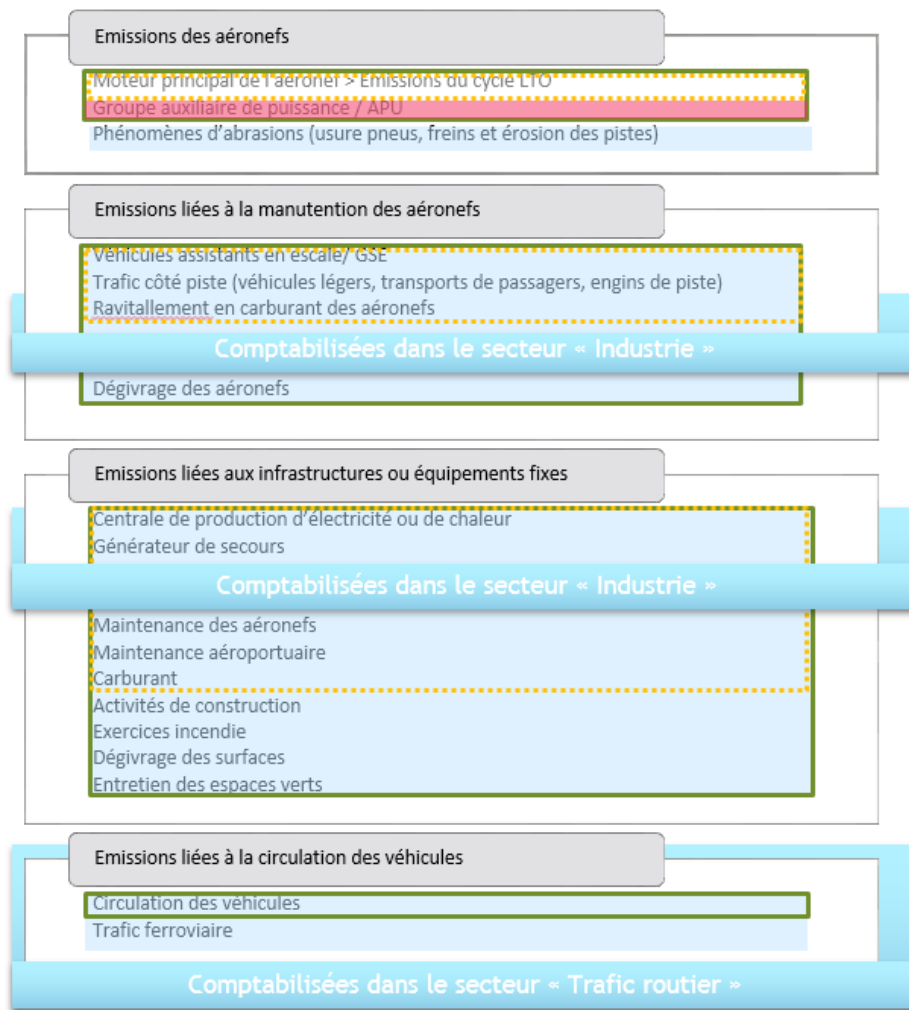 Emissions des aéronefs
Moteur principal de l'aéronef > Emissions du cycle LTO
Groupe auxiliaire de puissance / APU
Phénomènes d'abrasions (usure pneus, freins et érosion des pistes)
Emissions liées à la manutention des aéronefs
Véhicules assistants en escale/ GSE
Trafic côté piste (véhicules légers, transports de passagers, engins de piste)
Ravitallement en carburant des aéronefs
Comptabilisées dans le secteur « Industrie »
Dégivrage des aéronefs
Emissions liées aux infrastructures ou équipements fixes
Centrale de production d'électricité ou de chaleur
Générateur de secours
Comptabilisées dans le secteur « Industrie »
Maintenance des aéronefs
Maintenance aéroportuaire
Carburant
Activités de construction
Exercices incendie
Dégivrage des surfaces
Entretien des espaces verts
Emissions liées à la circulation des véhicules
Circulation des véhicules
Trafic ferroviaire
Comptabilisées dans le secteur « Trafic routier »